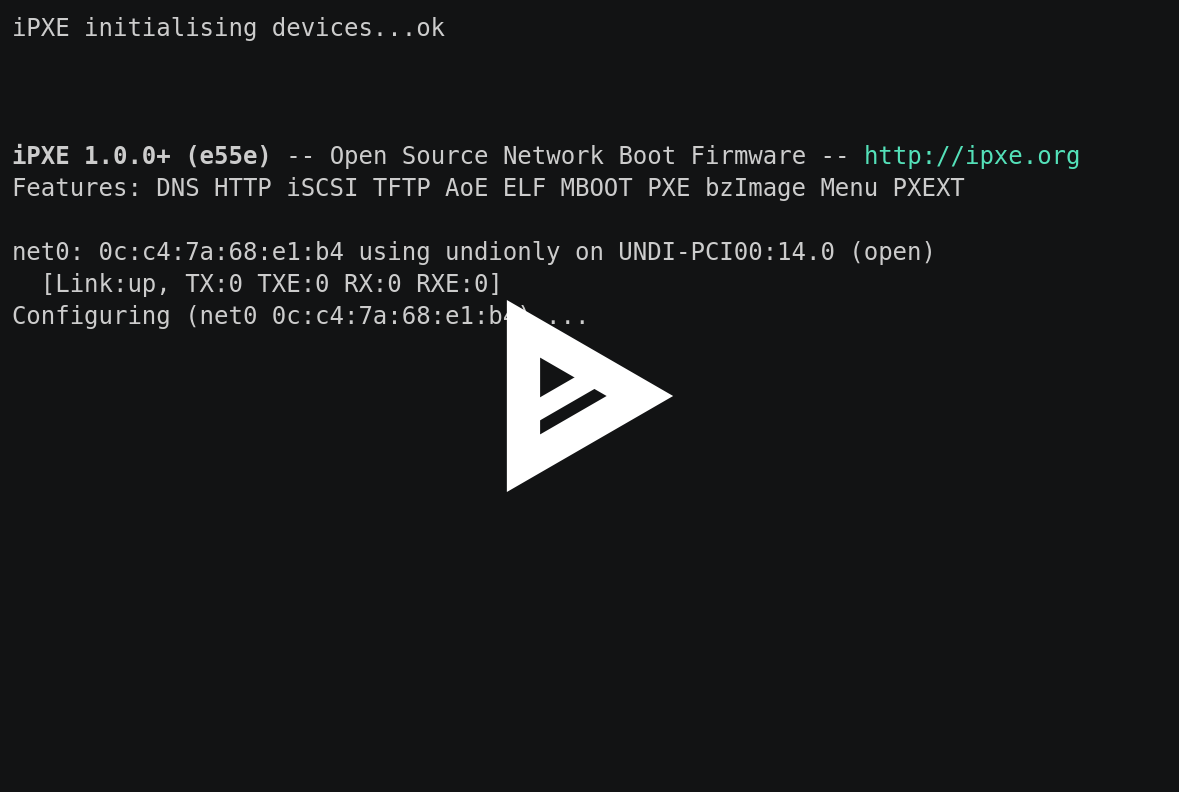 iPXE initialising devices...ok
iPXE 1.0.0+ (e55e) -- Open Source Network Boot Firmware -- http://ipxe.org
Features: DNS HTTP iSCSI TFTP AoE ELF MBOOT PXE bzImage Menu PXEXT
net0: 0c:c4:7a:68:e1:b4 using undionly on UNDI-PCI00:14.0 (open)
[Link:up, TX:0 TXE:0 RX:0 RXE:0]
Configuring (net0 0c:c4:7a:68:e1:b4) ...